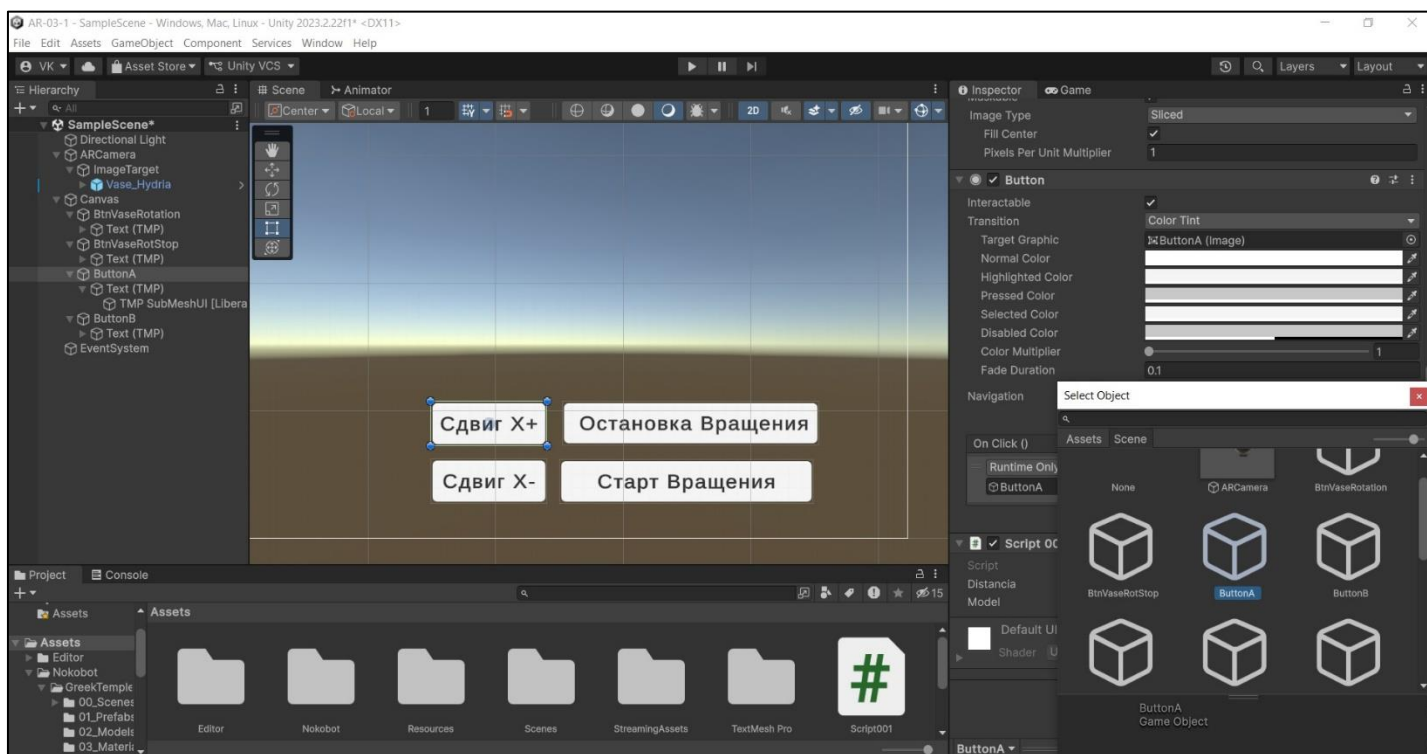 AR-03-1 - SampleScene - Windows, Mac, Linux - Unity 2023.2.22f1* <DX11>
File Edit Assets GameObject Component Services Window Help
VK Asset Store Unity VCS Layers Layout
Hierarchy
All
SampleScene*
Directional Light
ARCamera
ImageTarget
Vase_Hydria
Canvas
BtnVaseRotation
Text (TMP)
BtnVaseRotStop
Text (TMP)
ButtonA
Text (TMP)
TMP SubMeshUI [Libera
ButtonB
Text (TMP)
EventSystem
Scene Animator
Center Local 1 2D
Сдвиг X+ Остановка Вращения
Сдвиг X- Старт Вращения
Inspector Game
Image Type Sliced
Fill Center
Pixels Per Unit Multiplier 1
Button
Interactable
Transition Color Tint
Target Graphic ButtonA (Image)
Normal Color
Highlighted Color
Pressed Color
Selected Color
Disabled Color
Color Multiplier 1
Fade Duration 0.1
Navigation
On Click ()
Runtime Only
ButtonA
Script 00
Script
Distancia
Model
Default UI
Shader U
ButtonA
Select Object
Assets Scene
None ARCamera BtnVaseRotation
BtnVaseRotStop ButtonA ButtonB
ButtonA
Game Object
Project Console
15
Assets
Assets
Editor
Nokobot
GreekTemple
00_Scenes
01_Prefabs
02_Models
03_Materi
Assets
Editor Nokobot Resources Scenes StreamingAssets TextMesh Pro Script001